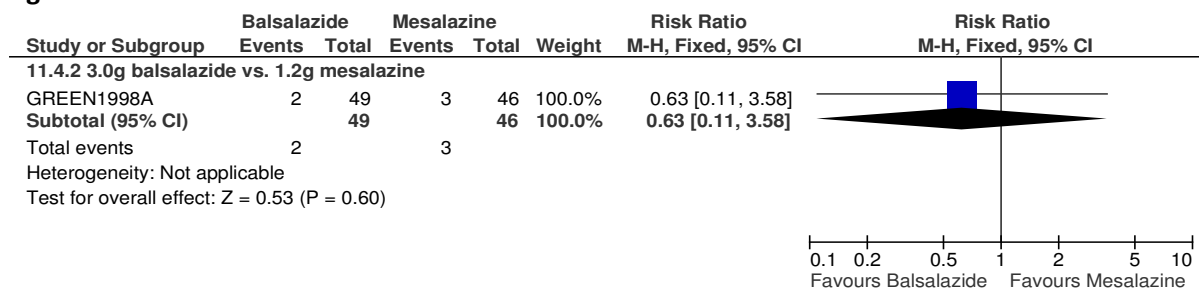 Balsalazide Mesalazine Risk Ratio Risk Ratio
Study or Subgroup Events Total Events Total Weight M-H, Fixed, 95% CI M-H, Fixed, 95% CI
11.4.2 3.0g balsalazide vs. 1.2g mesalazine
GREEN1998A 2 49 3 46 100.0% 0.63 [0.11, 3.58]
Subtotal (95% CI) 49 46 100.0% 0.63 [0.11, 3.58]
Total events 2 3
Heterogeneity: Not applicable
Test for overall effect: Z = 0.53 (P = 0.60)
0.1 0.2 0.5 1 2 5 10
Favours Balsalazide Favours Mesalazine